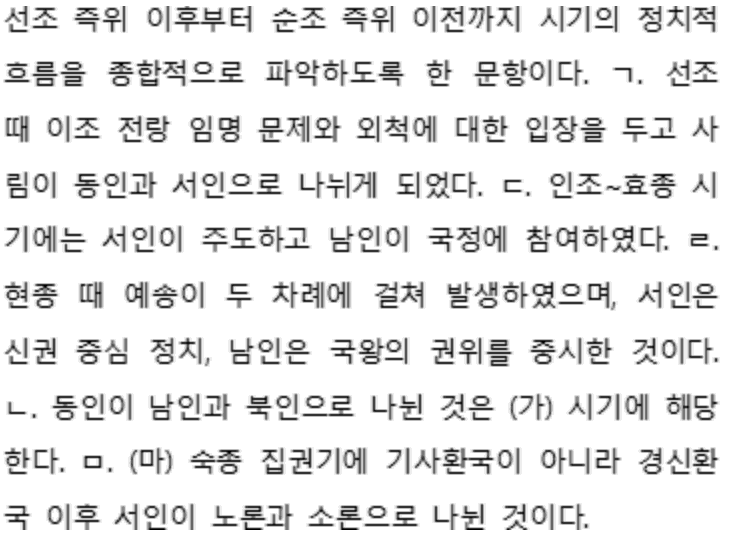 선조 즉위 이후부터 순조 즉위 이전까지 시기의 정치적
흐름을 종합적으로 파악하도록 한 문항이다. ㄱ. 선조
때 이조 전랑 임명 문제와 외척에 대한 입장을 두고 사
림이 동인과 서인으로 나뉘게 되었다. ㄷ. 인조~효종 시
기에는 서인이 주도하고 남인이 국정에 참여하였다. ㄹ.
현종 때 예송이 두 차례에 걸쳐 발생하였으며, 서인은
신권 중심 정치, 남인은 국왕의 권위를 중시한 것이다.
ㄴ. 동인이 남인과 북인으로 나뉜 것은 (가) 시기에 해당
한다. ㅁ. (마) 숙종 집권기에 기사환국이 아니라 경신환
국 이후 서인이 노론과 소론으로 나뉜 것이다.